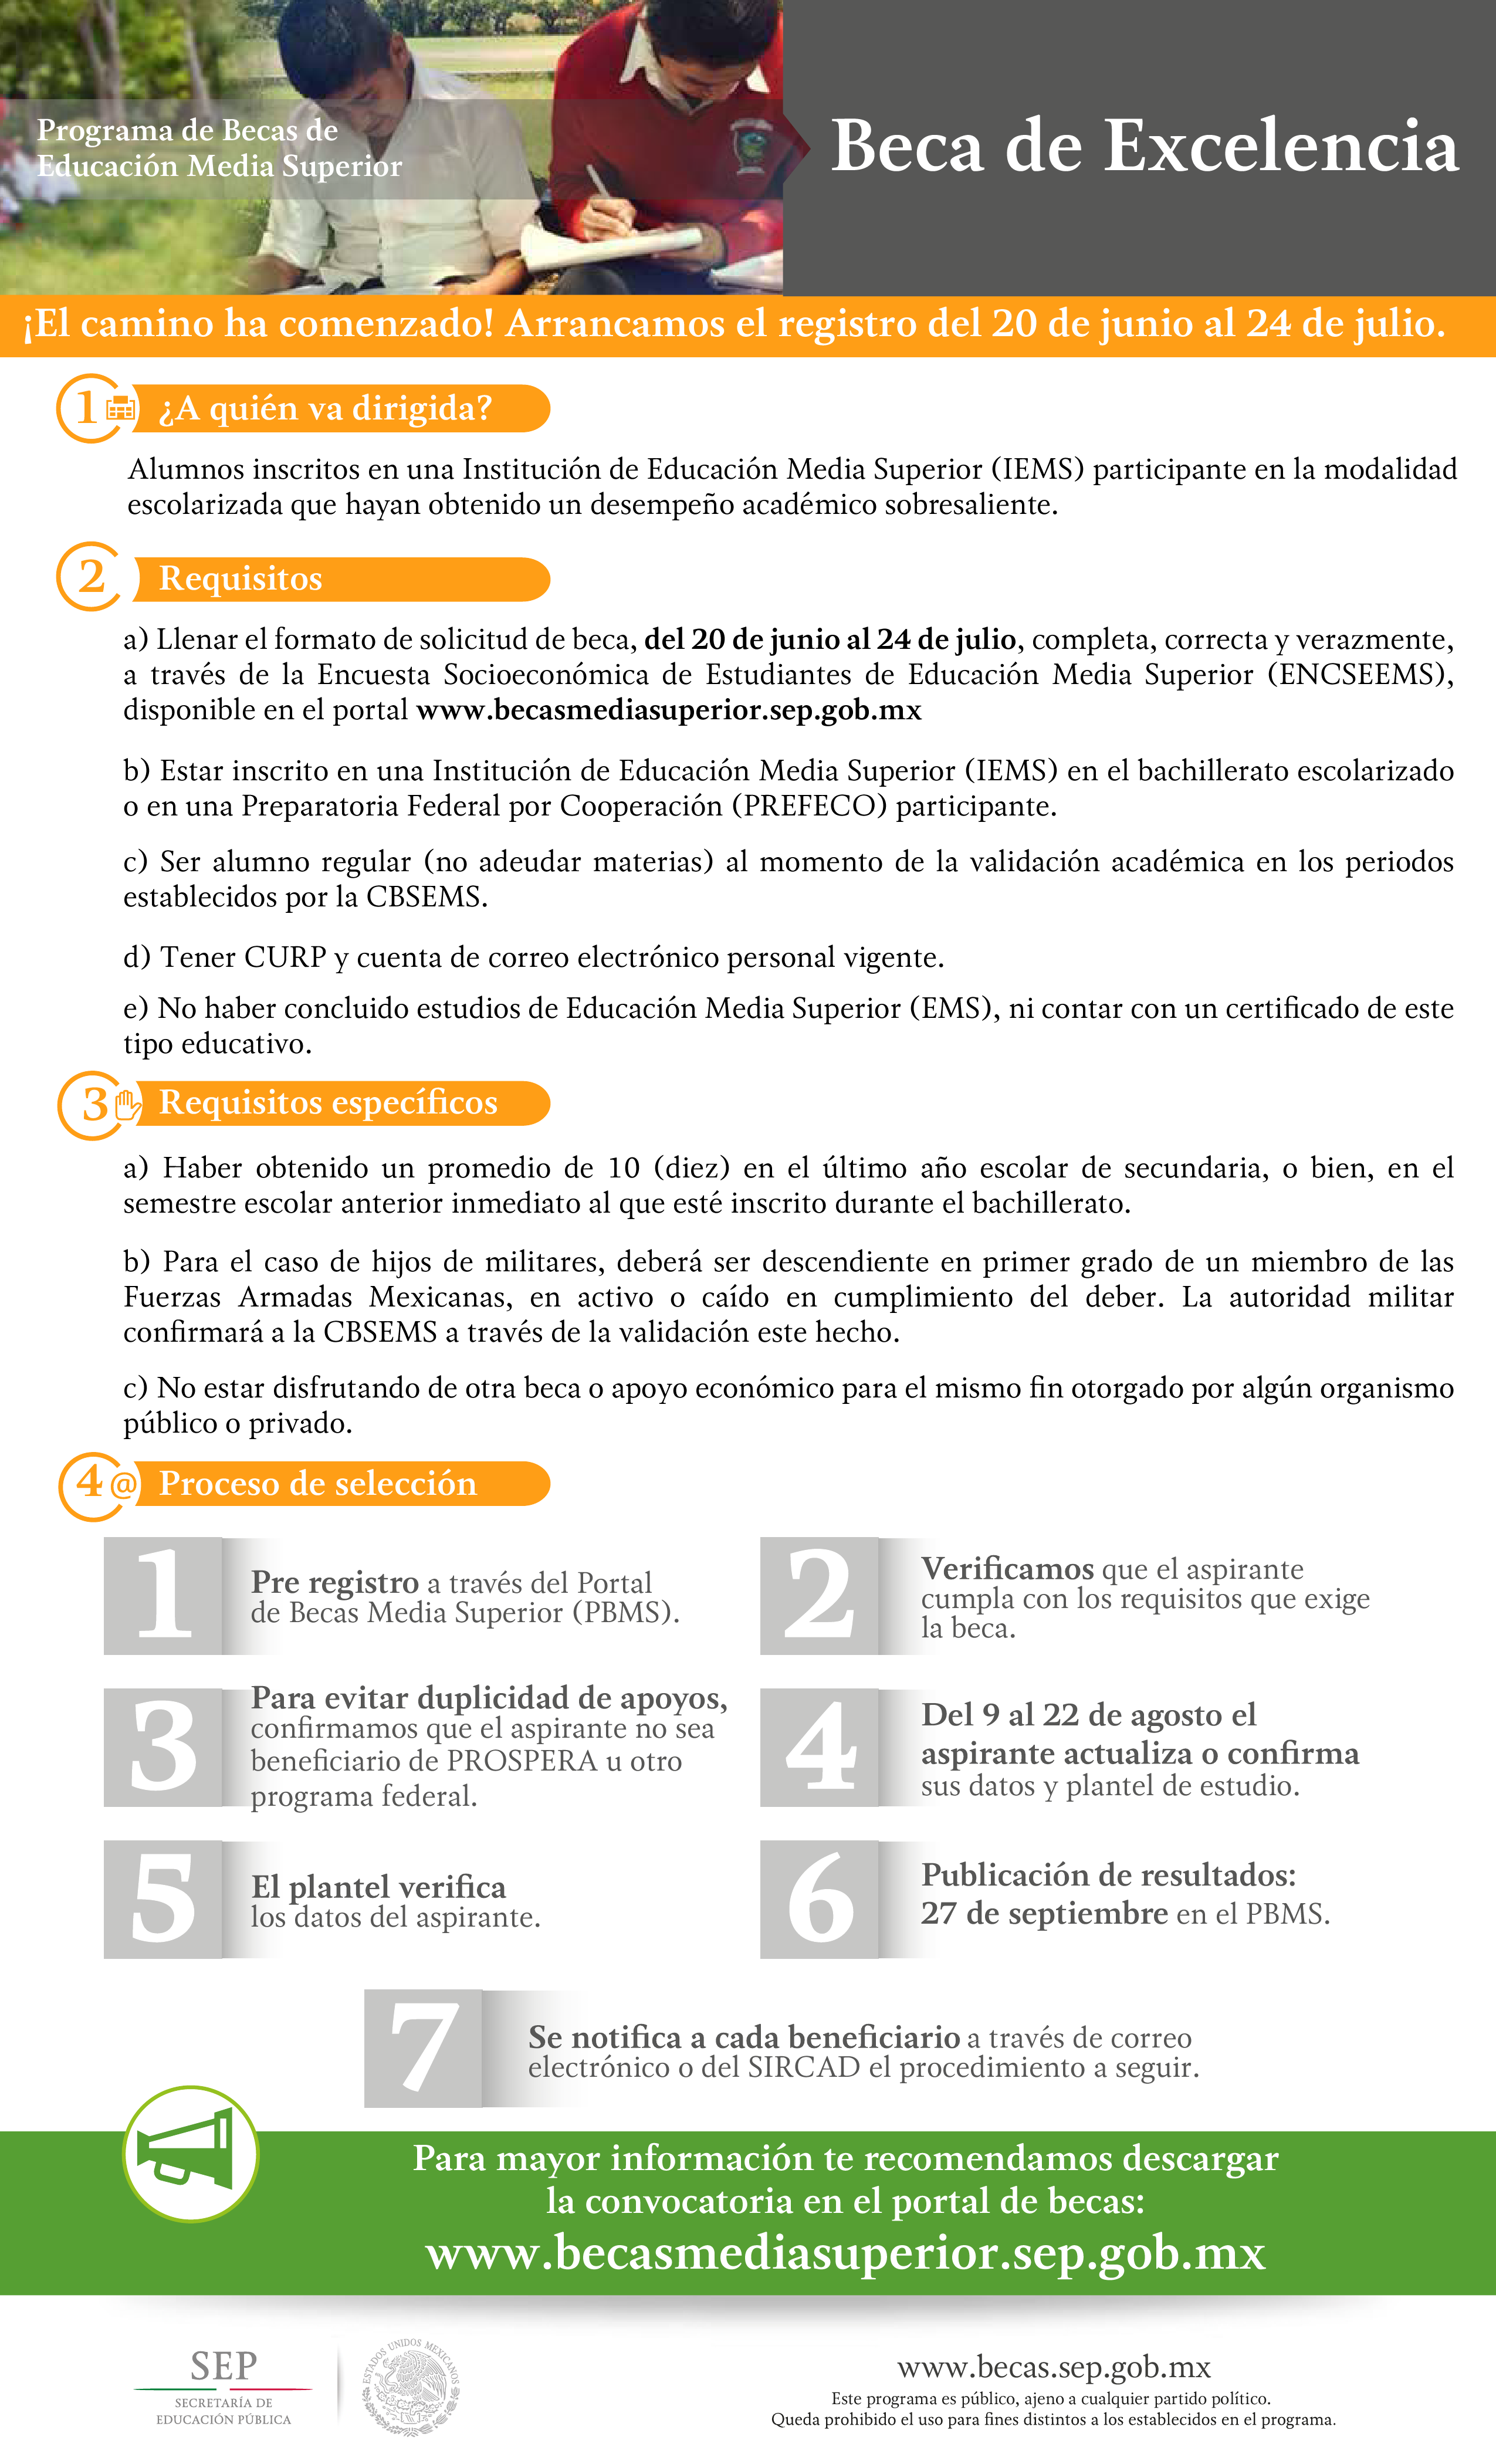 Programa de Becas de
Educación Media Superior
Beca de Excelencia
¡El camino ha comenzado! Arrancamos el registro del 20 de junio al 24 de julio.
1 ¿A quién va dirigida?
Alumnos inscritos en una Institución de Educación Media Superior (IEMS) participante en la modalidad
escolarizada que hayan obtenido un desempeño académico sobresaliente.
2 Requisitos
a) Llenar el formato de solicitud de beca, del 20 de junio al 24 de julio, completa, correcta y verazmente,
a través de la Encuesta Socioeconómica de Estudiantes de Educación Media Superior (ENCSEEMS),
disponible en el portal www.becasmediasuperior.sep.gob.mx
b) Estar inscrito en una Institución de Educación Media Superior (IEMS) en el bachillerato escolarizado
o en una Preparatoria Federal por Cooperación (PREFECO) participante.
c) Ser alumno regular (no adeudar materias) al momento de la validación académica en los periodos
establecidos por la CBSEMS.
d) Tener CURP y cuenta de correo electrónico personal vigente.
e) No haber concluido estudios de Educación Media Superior (EMS), ni contar con un certificado de este
tipo educativo.
3 Requisitos específicos
a) Haber obtenido un promedio de 10 (diez) en el último año escolar de secundaria, o bien, en el
semestre escolar anterior inmediato al que esté inscrito durante el bachillerato.
b) Para el caso de hijos de militares, deberá ser descendiente en primer grado de un miembro de las
Fuerzas Armadas Mexicanas, en activo o caído en cumplimiento del deber. La autoridad militar
confirmará a la CBSEMS a través de la validación este hecho.
c) No estar disfrutando de otra beca o apoyo económico para el mismo fin otorgado por algún organismo
público o privado.
4 @ Proceso de selección
1
Pre registro a través del Portal
de Becas Media Superior (PBMS).
2
Verificamos que el aspirante
cumpla con los requisitos que exige
la beca.
3
Para evitar duplicidad de apoyos,
confirmamos que el aspirante no sea
beneficiario de PROSPERA u otro
programa federal.
4
Del 9 al 22 de agosto el
aspirante actualiza o confirma
sus datos y plantel de estudio.
5
El plantel verifica
los datos del aspirante.
6
Publicación de resultados:
27 de septiembre en el PBMS.
7
Se notifica a cada beneficiario a través de correo
electrónico o del SIRCAD el procedimiento a seguir.
Para mayor información te recomendamos descargar
la convocatoria en el portal de becas:
www.becasmediasuperior.sep.gob.mx
SEP
SECRETARÍA DE
EDUCACIÓN PÚBLICA
ESTADOS UNIDOS MEXICANOS
www.becas.sep.gob.mx
Este programa es público, ajeno a cualquier partido político.
Queda prohibido el uso para fines distintos a los establecidos en el programa.